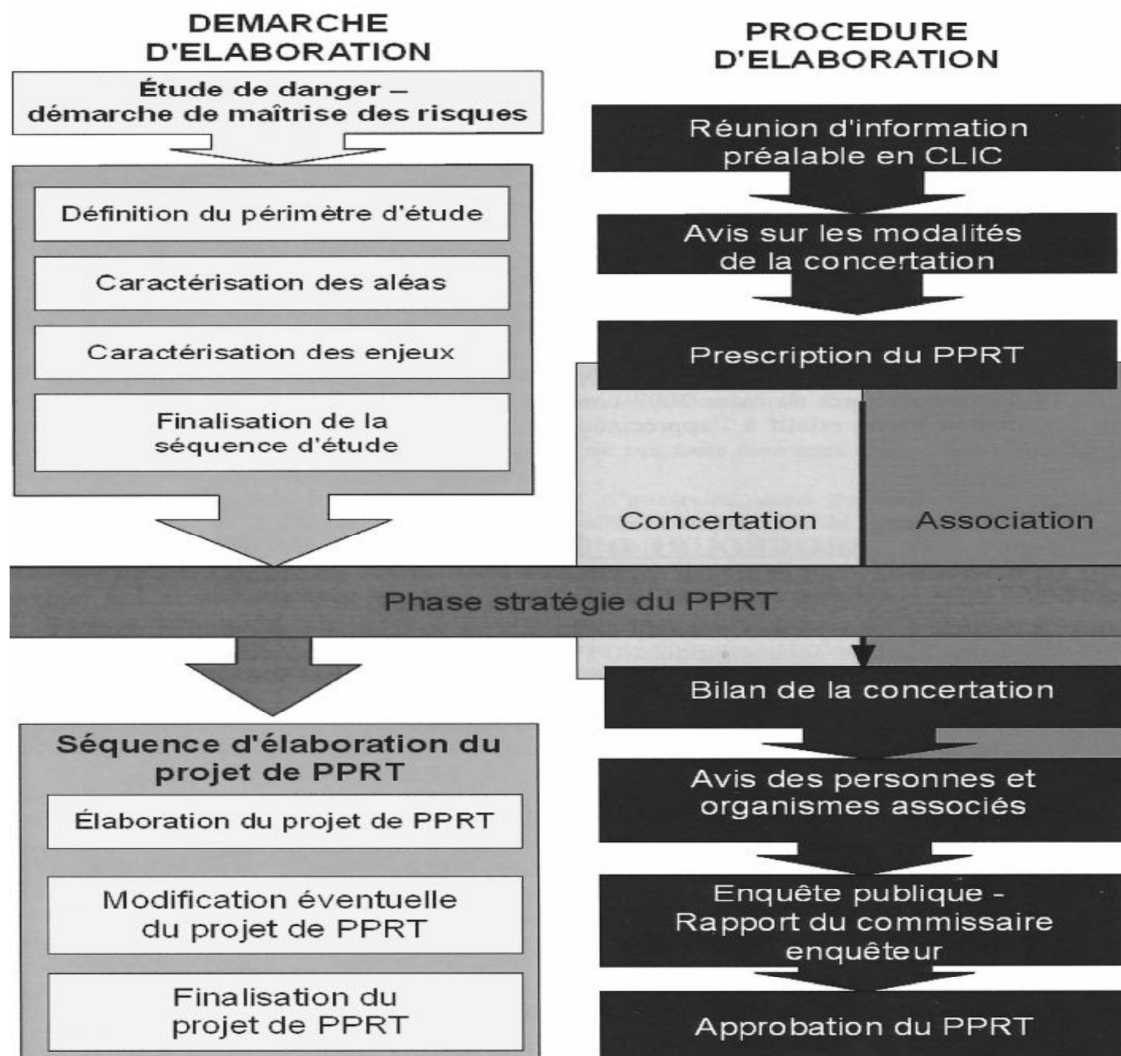 DEMARCHE
D'ELABORATION
Étude de danger –
démarche de maîtrise des risques
Définition du périmètre d'étude
Caractérisation des aléas
Caractérisation des enjeux
Finalisation de la
séquence d'étude
PROCEDURE
D'ELABORATION
Réunion d'information
préalable en CLIC
Avis sur les modalités
de la concertation
Prescription du PPRT
Concertation
Association
Phase stratégie du PPRT
Séquence d'élaboration du
projet de PPRT
Élaboration du projet de PPRT
Modification éventuelle
du projet de PPRT
Finalisation du
projet de PPRT
Bilan de la concertation
Avis des personnes et
organismes associés
Enquête publique -
Rapport du commissaire
enquêteur
Approbation du PPRT